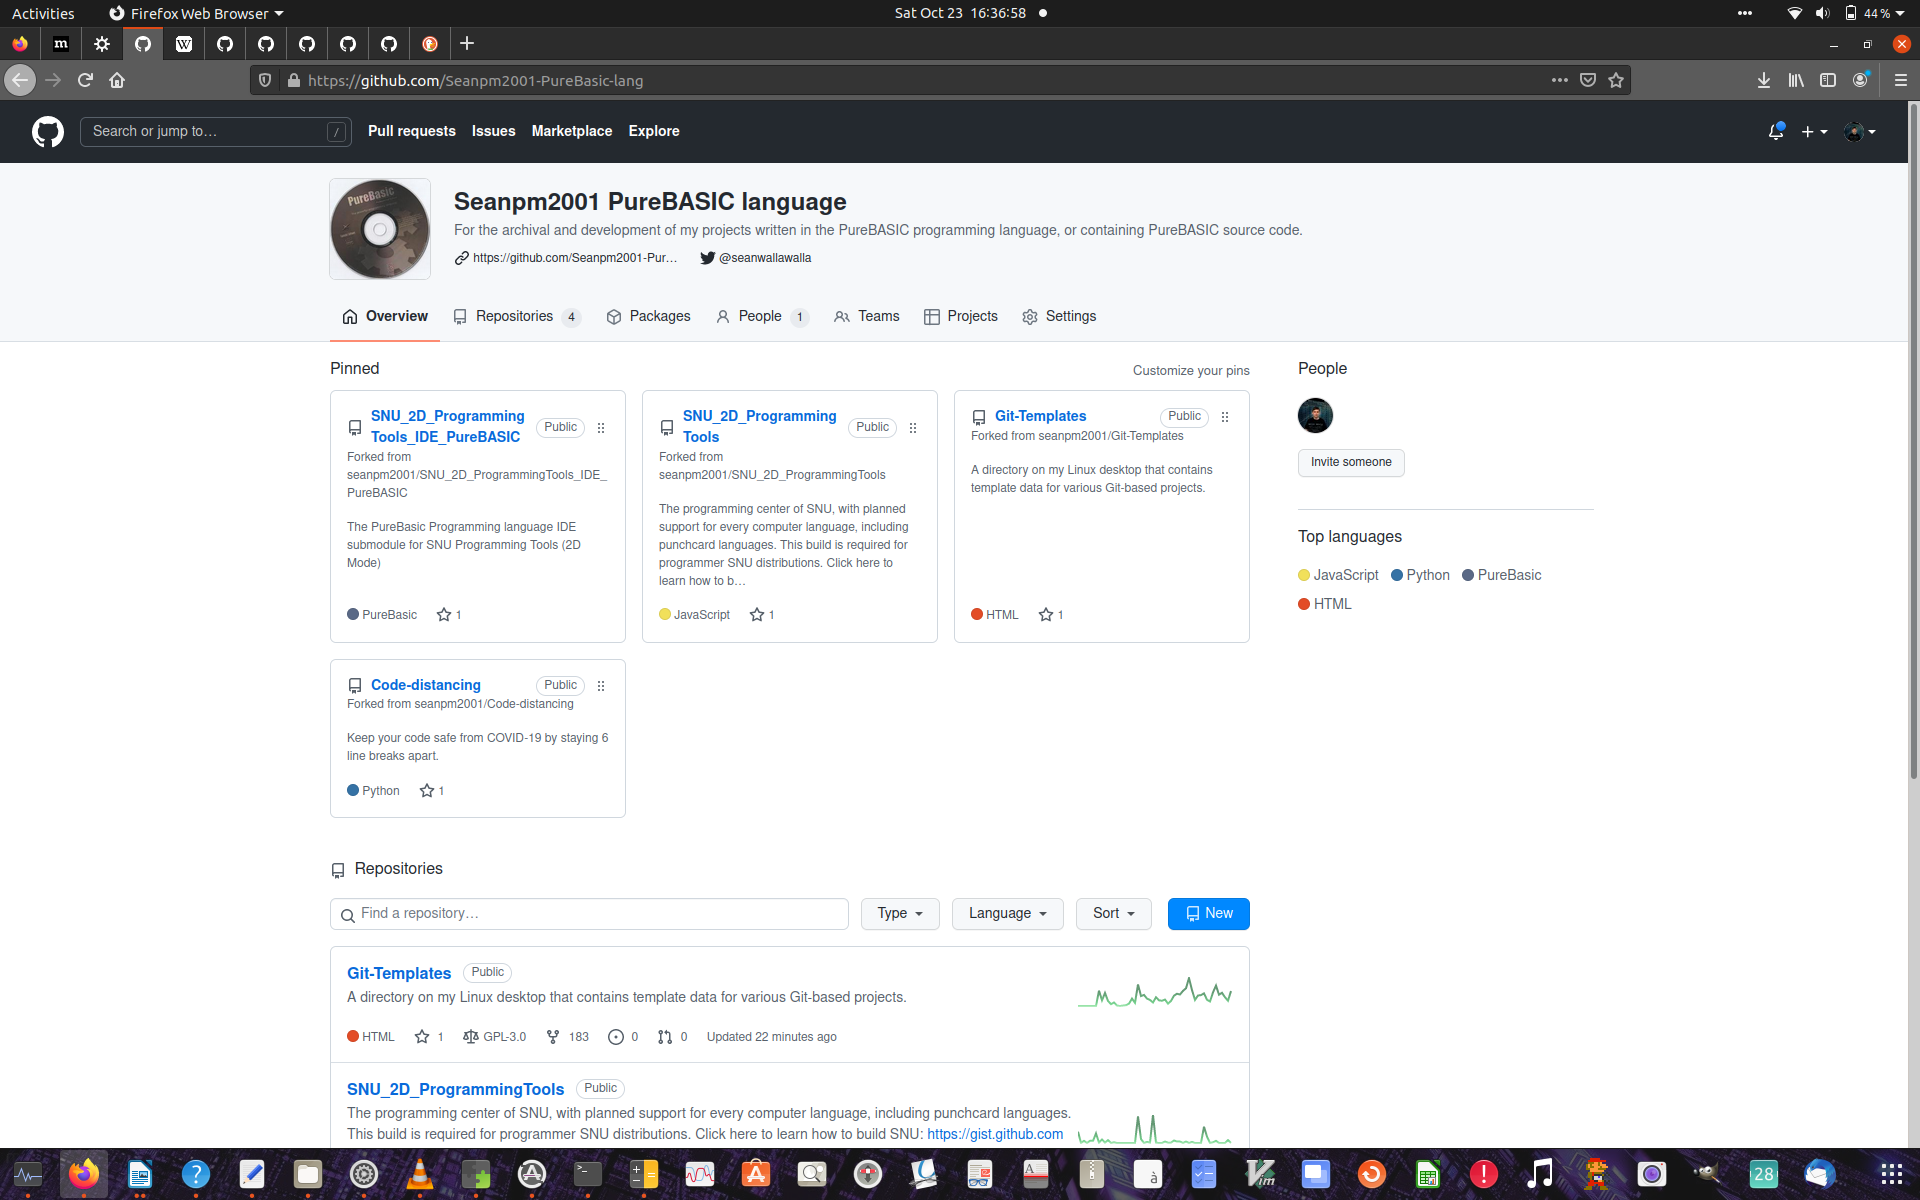 Activities
Firefox Web Browser
Sat Oct 23 16:36:58
44 %
https://github.com/Seanpm2001-PureBasic-lang
Search or jump to…
/
Pull requests
Issues
Marketplace
Explore
PureBasic
Seanpm2001 PureBASIC language
For the archival and development of my projects written in the PureBASIC programming language, or containing PureBASIC source code.
https://github.com/Seanpm2001-Pur…
@seanwallawalla
Overview
Repositories 4
Packages
People 1
Teams
Projects
Settings
Pinned
Customize your pins
SNU_2D_Programming
Tools_IDE_PureBASIC
Public
Forked from
seanpm2001/SNU_2D_ProgrammingTools_IDE_
PureBASIC
The PureBasic Programming language IDE
submodule for SNU Programming Tools (2D
Mode)
PureBasic 1
SNU_2D_Programming
Tools
Public
Forked from
seanpm2001/SNU_2D_ProgrammingTools
The programming center of SNU, with planned
support for every computer language, including
punchcard languages. This build is required for
programmer SNU distributions. Click here to
learn how to b…
JavaScript 1
Git-Templates
Public
Forked from seanpm2001/Git-Templates
A directory on my Linux desktop that contains
template data for various Git-based projects.
HTML 1
Code-distancing
Public
Forked from seanpm2001/Code-distancing
Keep your code safe from COVID-19 by staying 6
line breaks apart.
Python 1
People
Invite someone
Top languages
JavaScript Python PureBasic
HTML
Repositories
Find a repository…
Type
Language
Sort
New
Git-Templates Public
A directory on my Linux desktop that contains template data for various Git-based projects.
HTML 1 GPL-3.0 183 0 0 Updated 22 minutes ago
SNU_2D_ProgrammingTools Public
The programming center of SNU, with planned support for every computer language, including punchcard languages.
This build is required for programmer SNU distributions. Click here to learn how to build SNU: https://gist.github.com
28